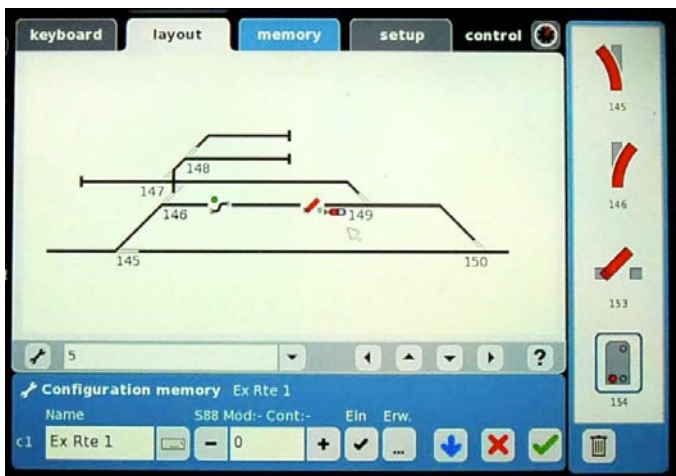 keyboard layout memory setup control
145
148
147
146 149
145 150
146
153
5 ?
Configuration memory Ex Rte 1
Name S88 Mod:- Cont:- Ein Erw.
c1 Ex Rte 1 - 0 + ...
154